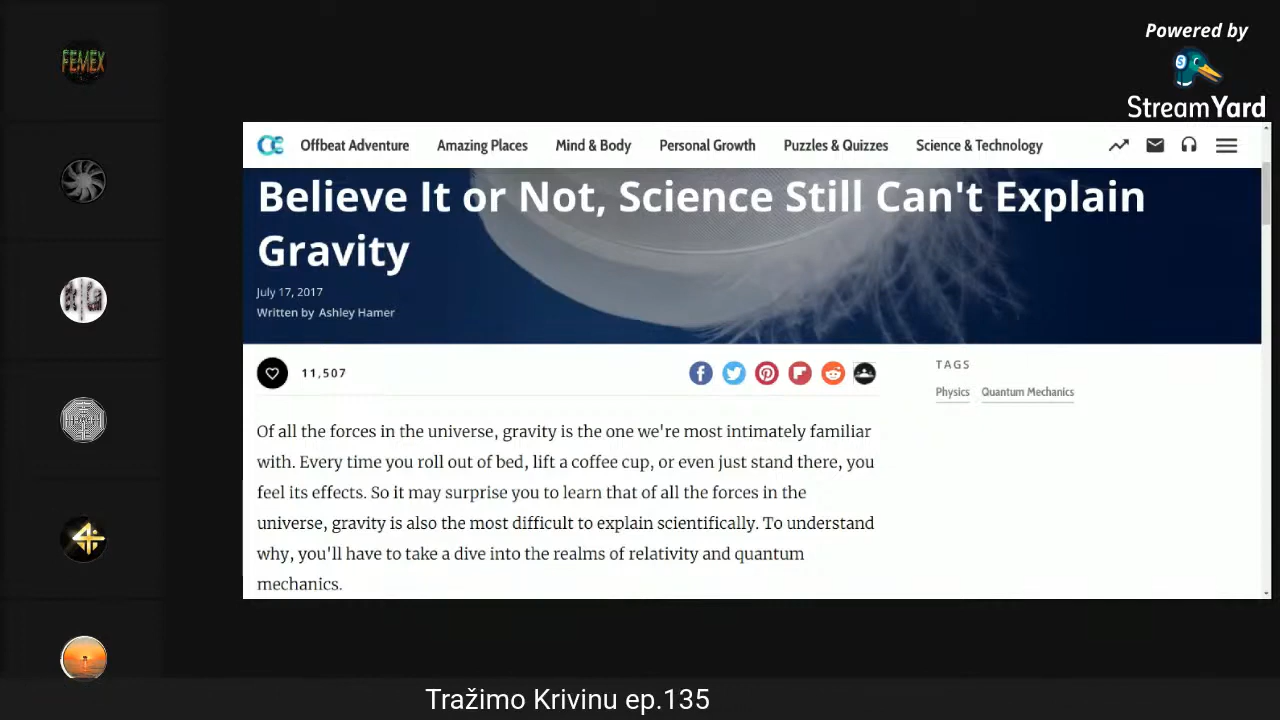 Powered by
StreamYard
FEMEX
Offbeat Adventure Amazing Places Mind & Body Personal Growth Puzzles & Quizzes Science & Technology
Believe It or Not, Science Still Can't Explain
Gravity
July 17, 2017
Written by Ashley Hamer
11,507
TAGS
Physics Quantum Mechanics
Of all the forces in the universe, gravity is the one we're most intimately familiar
with. Every time you roll out of bed, lift a coffee cup, or even just stand there, you
feel its effects. So it may surprise you to learn that of all the forces in the
universe, gravity is also the most difficult to explain scientifically. To understand
why, you'll have to take a dive into the realms of relativity and quantum
mechanics.
Tražimo Krivinu ep.135